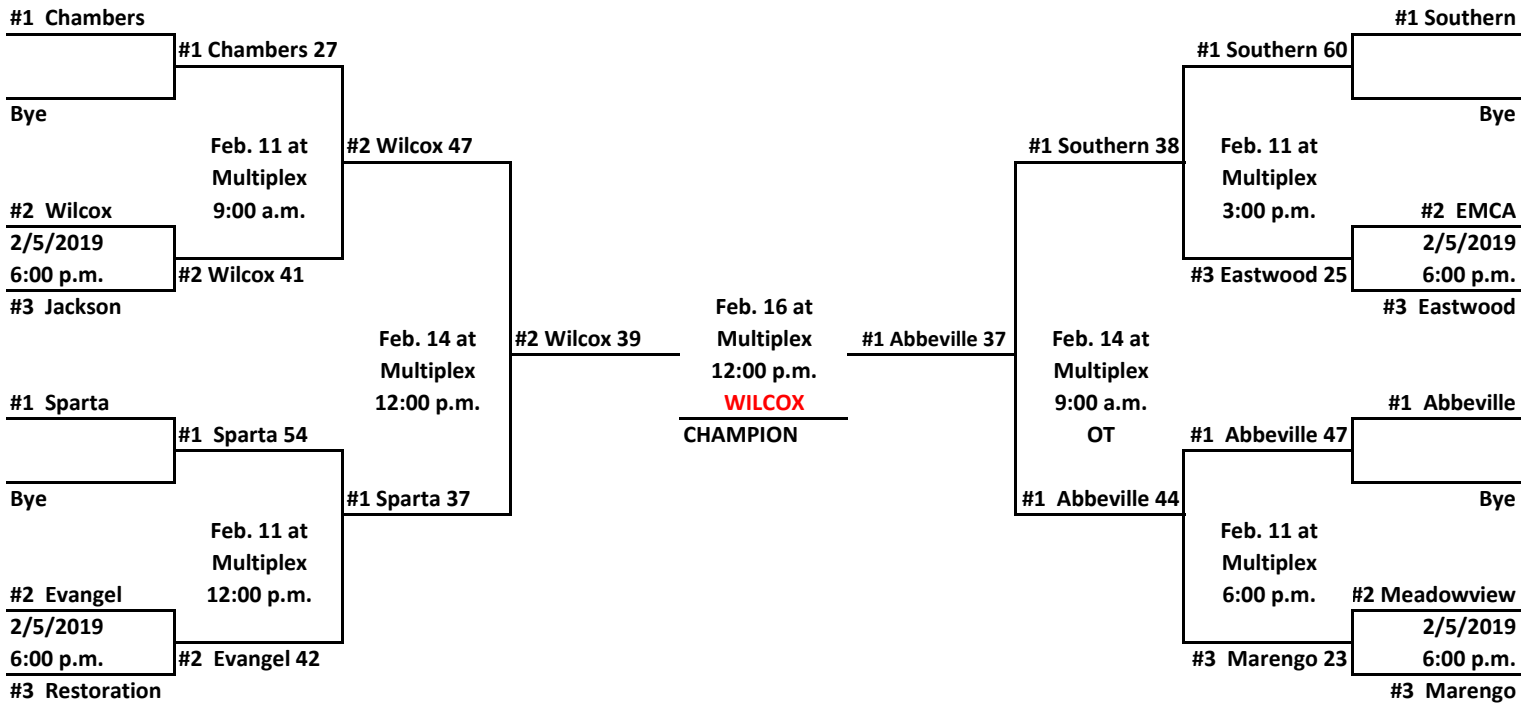 #1 Chambers
#1 Chambers 27
Bye
Feb. 11 at
Multiplex
9:00 a.m.
#2 Wilcox 47
#2 Wilcox
2/5/2019
6:00 p.m.
#2 Wilcox 41
#3 Jackson
Feb. 14 at
Multiplex
12:00 p.m.
#2 Wilcox 39
#1 Sparta
#1 Sparta 54
Bye
#1 Sparta 37
Feb. 11 at
Multiplex
12:00 p.m.
#2 Evangel
2/5/2019
6:00 p.m.
#2 Evangel 42
#3 Restoration
Feb. 16 at
Multiplex
12:00 p.m.
WILCOX
CHAMPION
#1 Southern
#1 Southern 60
Bye
#1 Southern 38
Feb. 11 at
Multiplex
3:00 p.m.
#2 EMCA
2/5/2019
6:00 p.m.
#3 Eastwood 25
#3 Eastwood
#1 Abbeville 37
Feb. 14 at
Multiplex
9:00 a.m.
OT
#1 Abbeville
#1 Abbeville 47
Bye
#1 Abbeville 44
Feb. 11 at
Multiplex
6:00 p.m.
#2 Meadowview
2/5/2019
6:00 p.m.
#3 Marengo 23
#3 Marengo